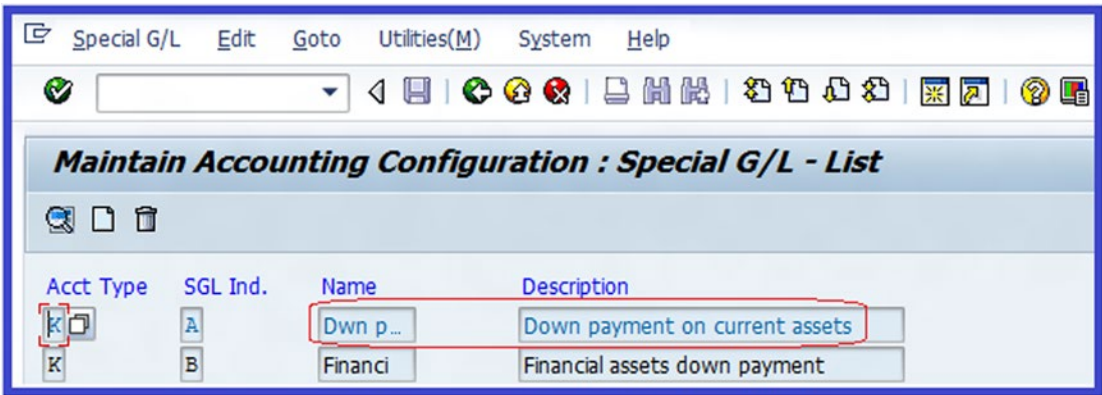 Special G/L Edit Goto Utilities(M) System Help
Maintain Accounting Configuration : Special G/L - List
Acct Type SGL Ind. Name Description
K A Dwn p... Down payment on current assets
K B Financi Financial assets down payment